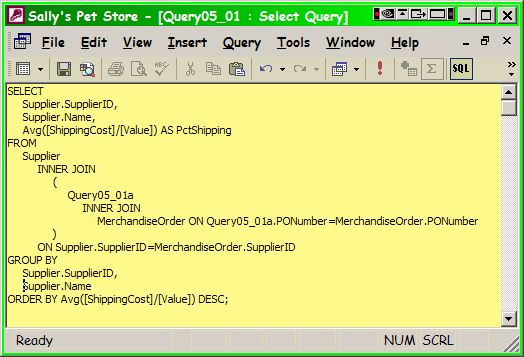 Sally's Pet Store - [Query05_01 : Select Query]
File Edit View Insert Query Tools Window Help
SQL
SELECT
Supplier.SupplierID,
Supplier.Name,
Avg([ShippingCost]/[Value]) AS PctShipping
FROM
Supplier
INNER JOIN
(
Query05_01a
INNER JOIN
MerchandiseOrder ON Query05_01a.PONumber=MerchandiseOrder.PONumber
)
ON Supplier.SupplierID=MerchandiseOrder.SupplierID
GROUP BY
Supplier.SupplierID,
Supplier.Name
ORDER BY Avg([ShippingCost]/[Value]) DESC;
Ready NUM SCRL